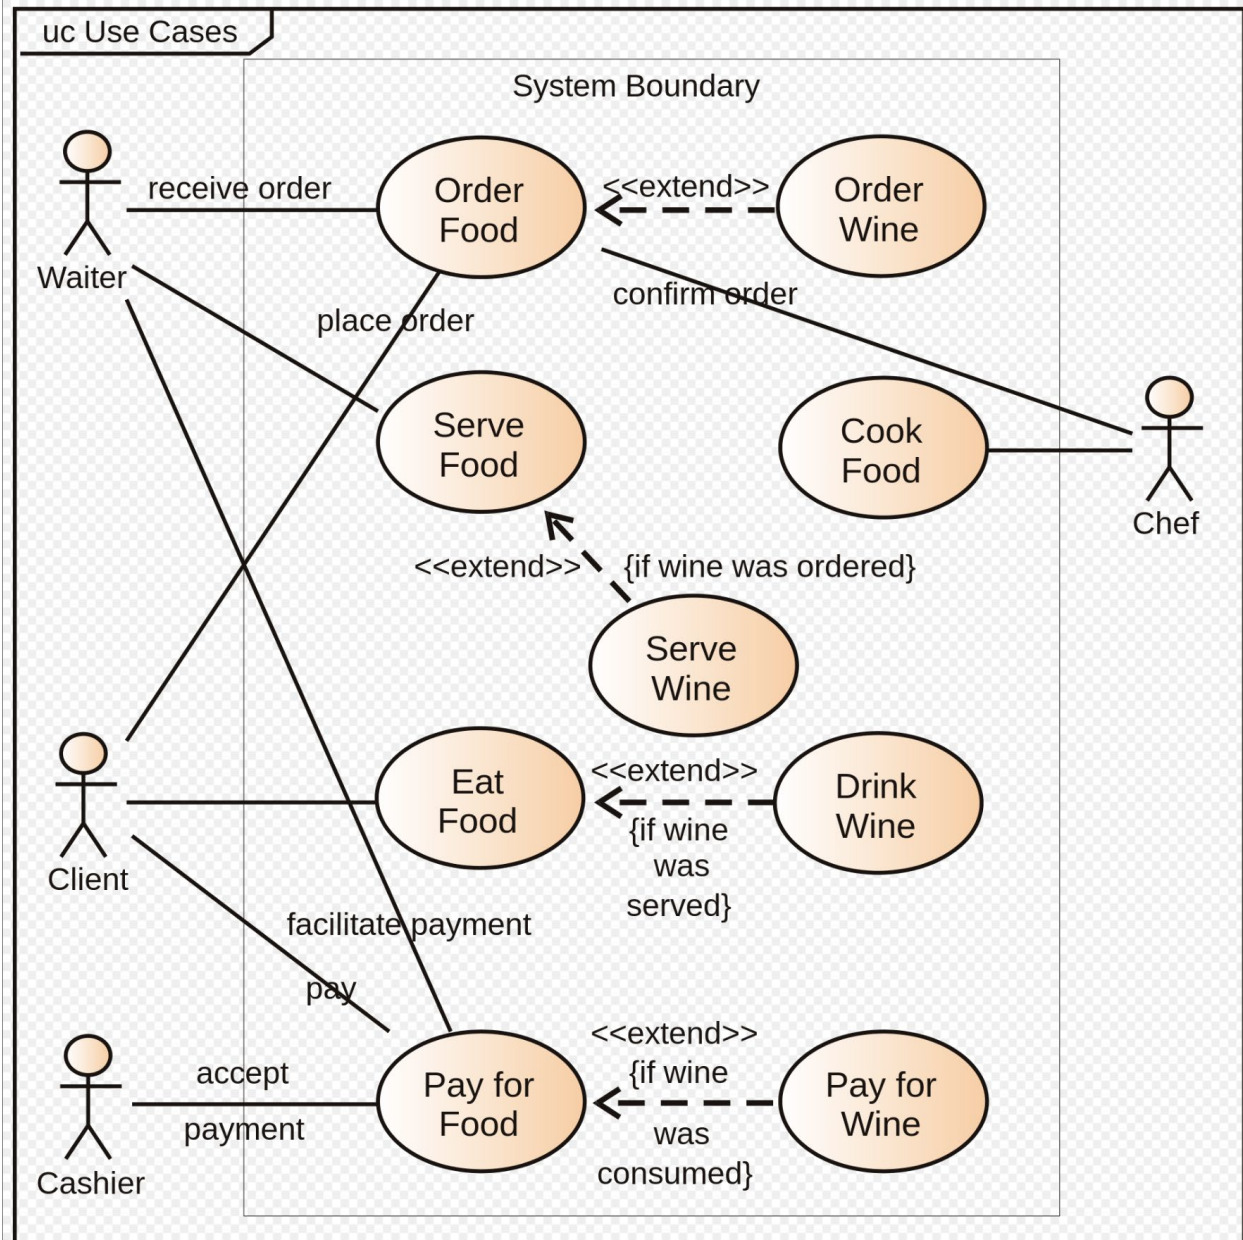 uc Use Cases
System Boundary
receive order
Order
Food
<<extend>>
Order
Wine
Waiter
place order
confirm order
Serve
Food
Cook
Food
Chef
<<extend>>
{if wine was ordered}
Serve
Wine
Client
Eat
Food
<<extend>>
{if wine
was
served}
Drink
Wine
facilitate payment
pay
accept
payment
Cashier
Pay for
Food
<<extend>>
{if wine
was
consumed}
Pay for
Wine